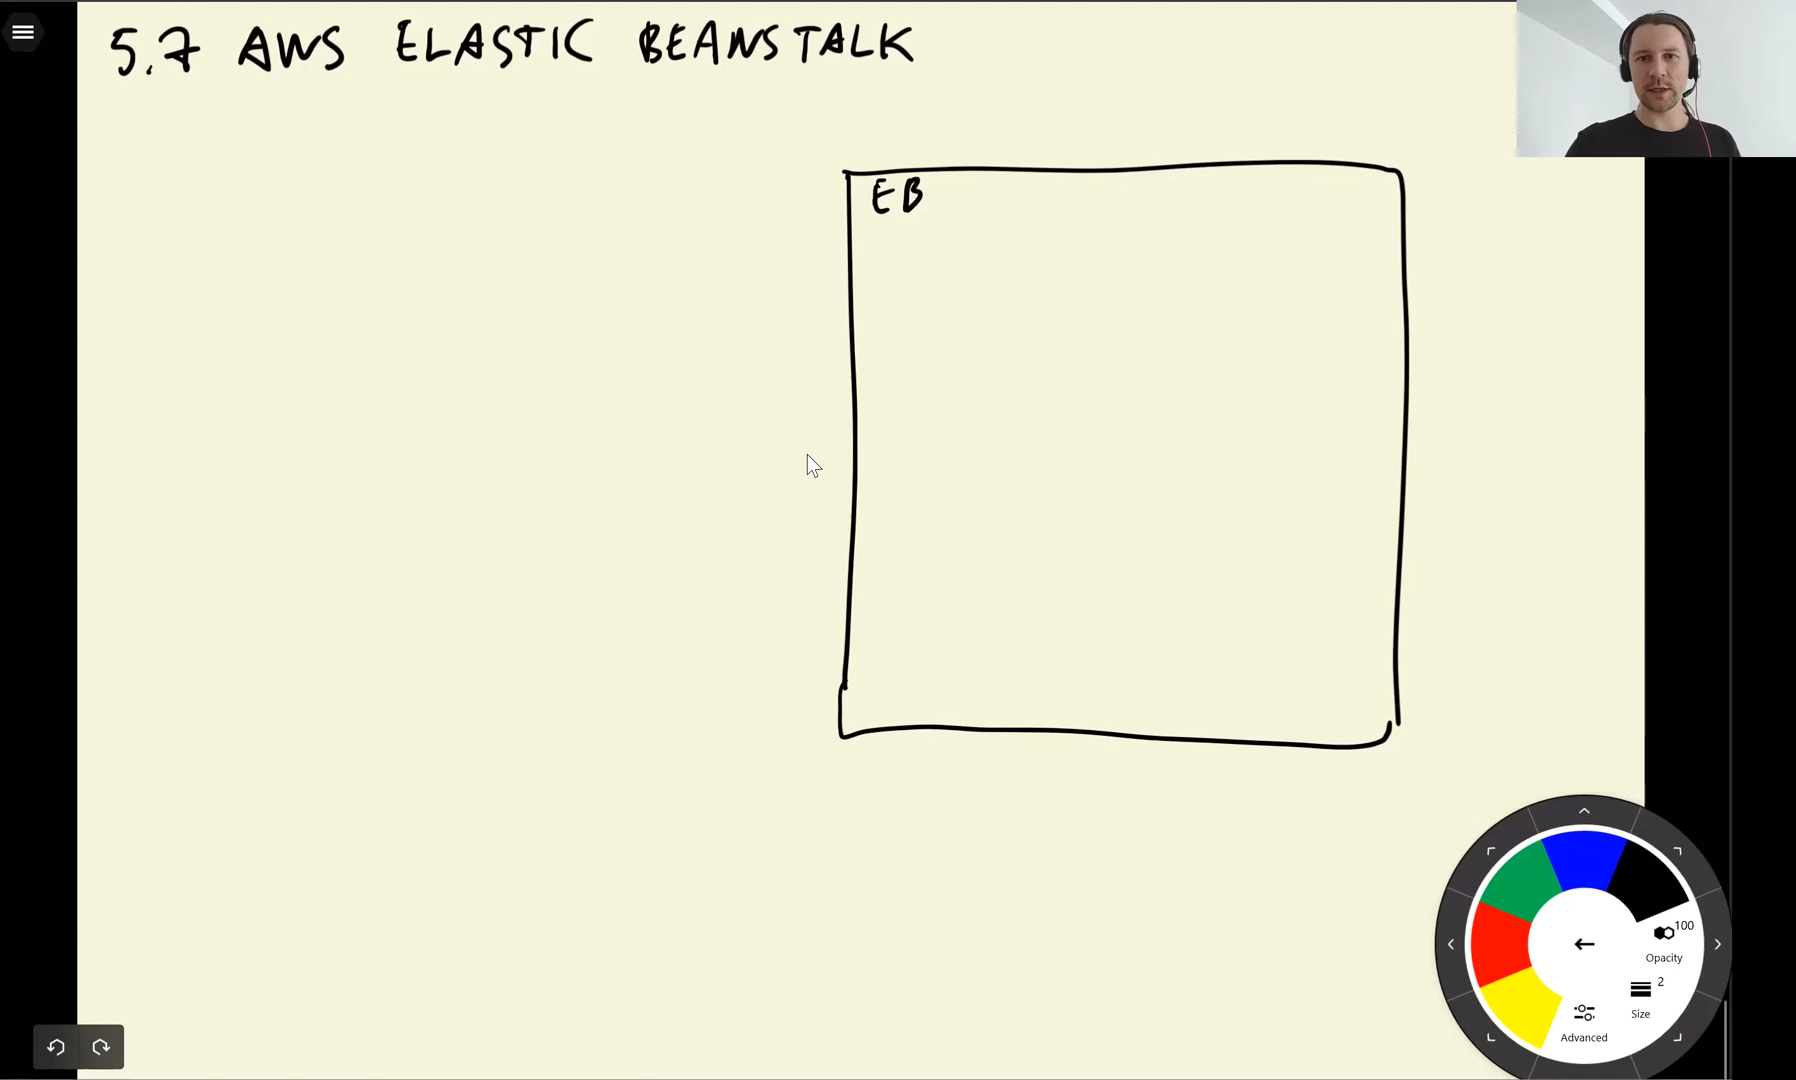 5.7 AWS ELASTIC BEANSTALK
EB
100
Opacity
2
Size
Advanced